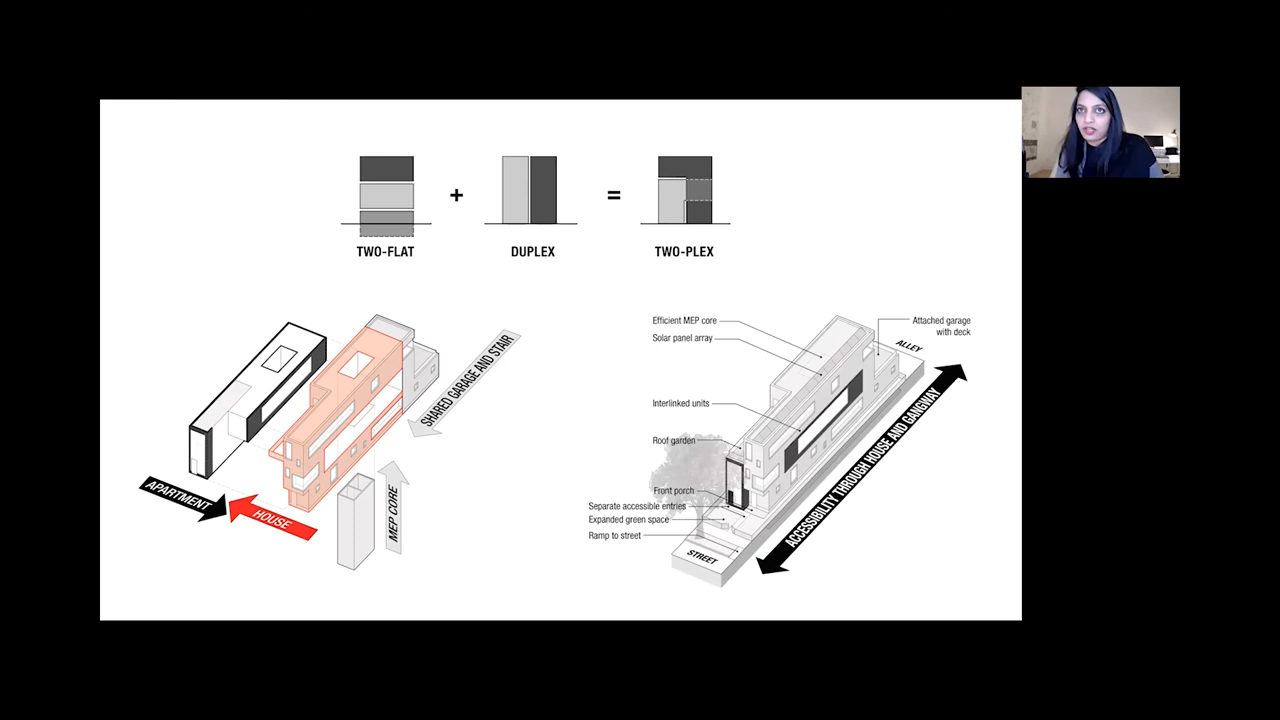 +
=
TWO-FLAT
DUPLEX
TWO-PLEX
SHARED GARAGE AND STAIR
APARTMENT
HOUSE
MEP CORE
Efficient MEP core
Solar panel array
Attached garage
with deck
ALLEY
Interlinked units
Roof garden
Front porch
Separate accessible entries
Expanded green space
Ramp to street
STREET
ACCESSIBILITY THROUGH HOUSE AND GANGWAY